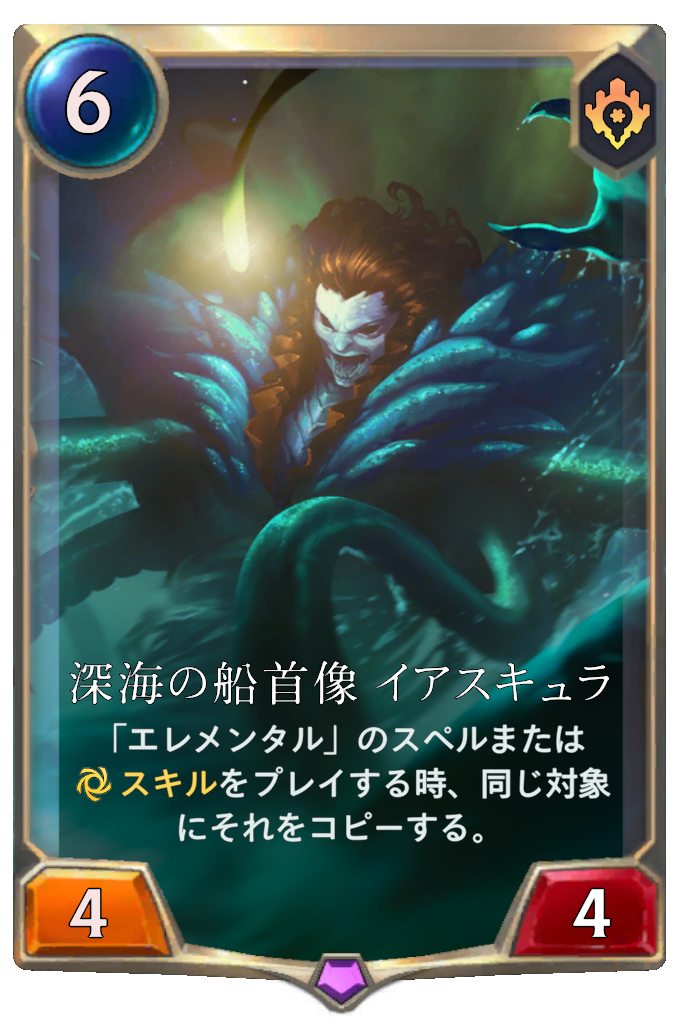 6
深海の船首像 イアスキュラ
「エレメンタル」のスペルまたは
スキルをプレイする時、同じ対象
にそれをコピーする。
4
4